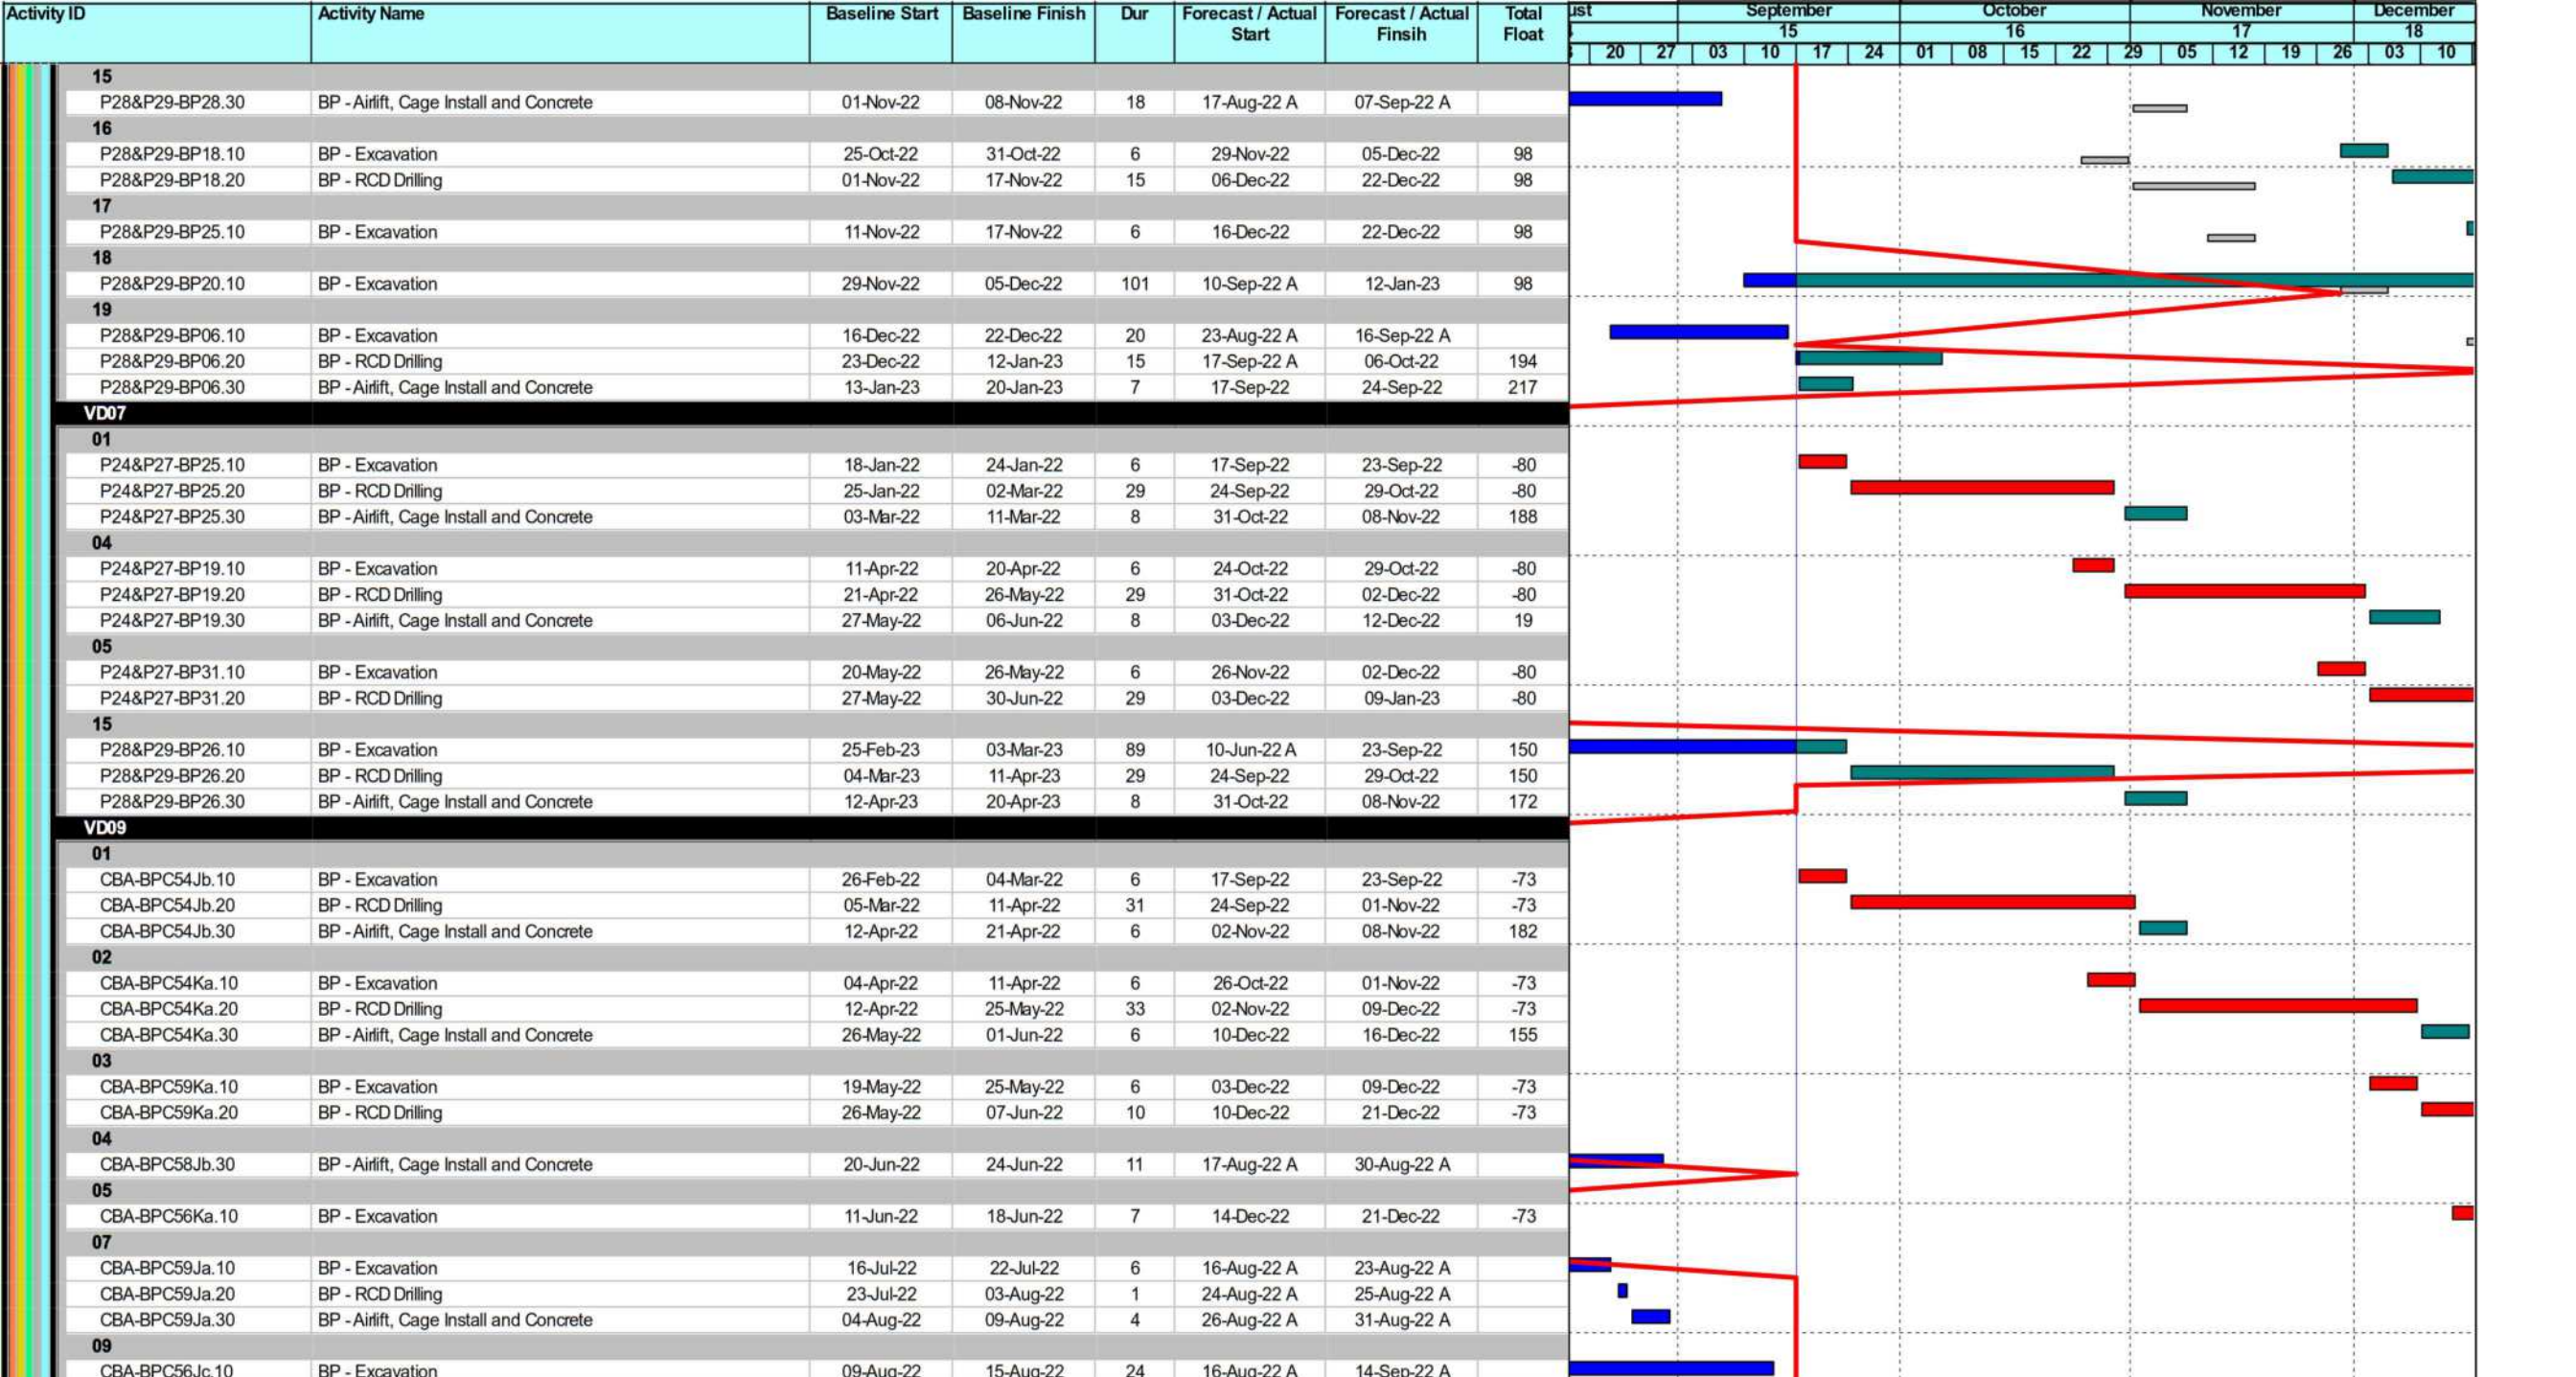 Activity ID Activity Name Baseline Start Baseline Finish Dur Forecast / Actual Start Forecast / Actual Finsih Total Float
ust September October November December
15 16 17 18
20 27 03 10 17 24 01 08 15 22 29 05 12 19 26 03 10
15
P28&P29-BP28.30 BP - Airlift, Cage Install and Concrete 01-Nov-22 08-Nov-22 18 17-Aug-22 A 07-Sep-22 A
16
P28&P29-BP18.10 BP - Excavation 25-Oct-22 31-Oct-22 6 29-Nov-22 05-Dec-22 98
P28&P29-BP18.20 BP - RCD Drilling 01-Nov-22 17-Nov-22 15 06-Dec-22 22-Dec-22 98
17
P28&P29-BP25.10 BP - Excavation 11-Nov-22 17-Nov-22 6 16-Dec-22 22-Dec-22 98
18
P28&P29-BP20.10 BP - Excavation 29-Nov-22 05-Dec-22 101 10-Sep-22 A 12-Jan-23 98
19
P28&P29-BP06.10 BP - Excavation 16-Dec-22 22-Dec-22 20 23-Aug-22 A 16-Sep-22 A
P28&P29-BP06.20 BP - RCD Drilling 23-Dec-22 12-Jan-23 15 17-Sep-22 A 06-Oct-22 194
P28&P29-BP06.30 BP - Airlift, Cage Install and Concrete 13-Jan-23 20-Jan-23 7 17-Sep-22 24-Sep-22 217
VD07
01
P24&P27-BP25.10 BP - Excavation 18-Jan-22 24-Jan-22 6 17-Sep-22 23-Sep-22 -80
P24&P27-BP25.20 BP - RCD Drilling 25-Jan-22 02-Mar-22 29 24-Sep-22 29-Oct-22 -80
P24&P27-BP25.30 BP - Airlift, Cage Install and Concrete 03-Mar-22 11-Mar-22 8 31-Oct-22 08-Nov-22 188
04
P24&P27-BP19.10 BP - Excavation 11-Apr-22 20-Apr-22 6 24-Oct-22 29-Oct-22 -80
P24&P27-BP19.20 BP - RCD Drilling 21-Apr-22 26-May-22 29 31-Oct-22 02-Dec-22 -80
P24&P27-BP19.30 BP - Airlift, Cage Install and Concrete 27-May-22 06-Jun-22 8 03-Dec-22 12-Dec-22 19
05
P24&P27-BP31.10 BP - Excavation 20-May-22 26-May-22 6 26-Nov-22 02-Dec-22 -80
P24&P27-BP31.20 BP - RCD Drilling 27-May-22 30-Jun-22 29 03-Dec-22 09-Jan-23 -80
15
P28&P29-BP26.10 BP - Excavation 25-Feb-23 03-Mar-23 89 10-Jun-22 A 23-Sep-22 150
P28&P29-BP26.20 BP - RCD Drilling 04-Mar-23 11-Apr-23 29 24-Sep-22 29-Oct-22 150
P28&P29-BP26.30 BP - Airlift, Cage Install and Concrete 12-Apr-23 20-Apr-23 8 31-Oct-22 08-Nov-22 172
VD09
01
CBA-BPC54Jb.10 BP - Excavation 26-Feb-22 04-Mar-22 6 17-Sep-22 23-Sep-22 -73
CBA-BPC54Jb.20 BP - RCD Drilling 05-Mar-22 11-Apr-22 31 24-Sep-22 01-Nov-22 -73
CBA-BPC54Jb.30 BP - Airlift, Cage Install and Concrete 12-Apr-22 21-Apr-22 6 02-Nov-22 08-Nov-22 182
02
CBA-BPC54Ka.10 BP - Excavation 04-Apr-22 11-Apr-22 6 26-Oct-22 01-Nov-22 -73
CBA-BPC54Ka.20 BP - RCD Drilling 12-Apr-22 25-May-22 33 02-Nov-22 09-Dec-22 -73
CBA-BPC54Ka.30 BP - Airlift, Cage Install and Concrete 26-May-22 01-Jun-22 6 10-Dec-22 16-Dec-22 155
03
CBA-BPC59Ka.10 BP - Excavation 19-May-22 25-May-22 6 03-Dec-22 09-Dec-22 -73
CBA-BPC59Ka.20 BP - RCD Drilling 26-May-22 07-Jun-22 10 10-Dec-22 21-Dec-22 -73
04
CBA-BPC58Jb.30 BP - Airlift, Cage Install and Concrete 20-Jun-22 24-Jun-22 11 17-Aug-22 A 30-Aug-22 A
05
CBA-BPC56Ka.10 BP - Excavation 11-Jun-22 18-Jun-22 7 14-Dec-22 21-Dec-22 -73
07
CBA-BPC59Ja.10 BP - Excavation 16-Jul-22 22-Jul-22 6 16-Aug-22 A 23-Aug-22 A
CBA-BPC59Ja.20 BP - RCD Drilling 23-Jul-22 03-Aug-22 1 24-Aug-22 A 25-Aug-22 A
CBA-BPC59Ja.30 BP - Airlift, Cage Install and Concrete 04-Aug-22 09-Aug-22 4 26-Aug-22 A 31-Aug-22 A
09
CBA-BPC56Jc.10 BP - Excavation 09-Aug-22 15-Aug-22 24 16-Aug-22 A 14-Sep-22 A